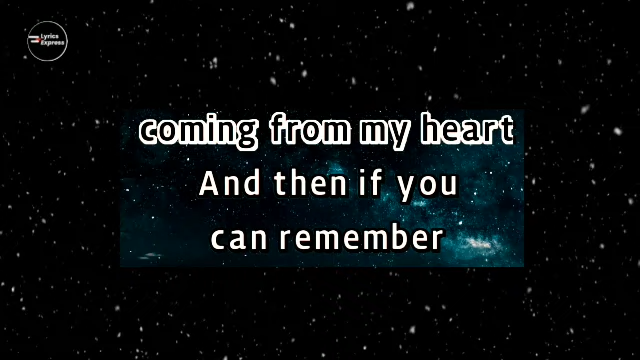 Lyrics
Express
coming from my heart
And then if you
can remember